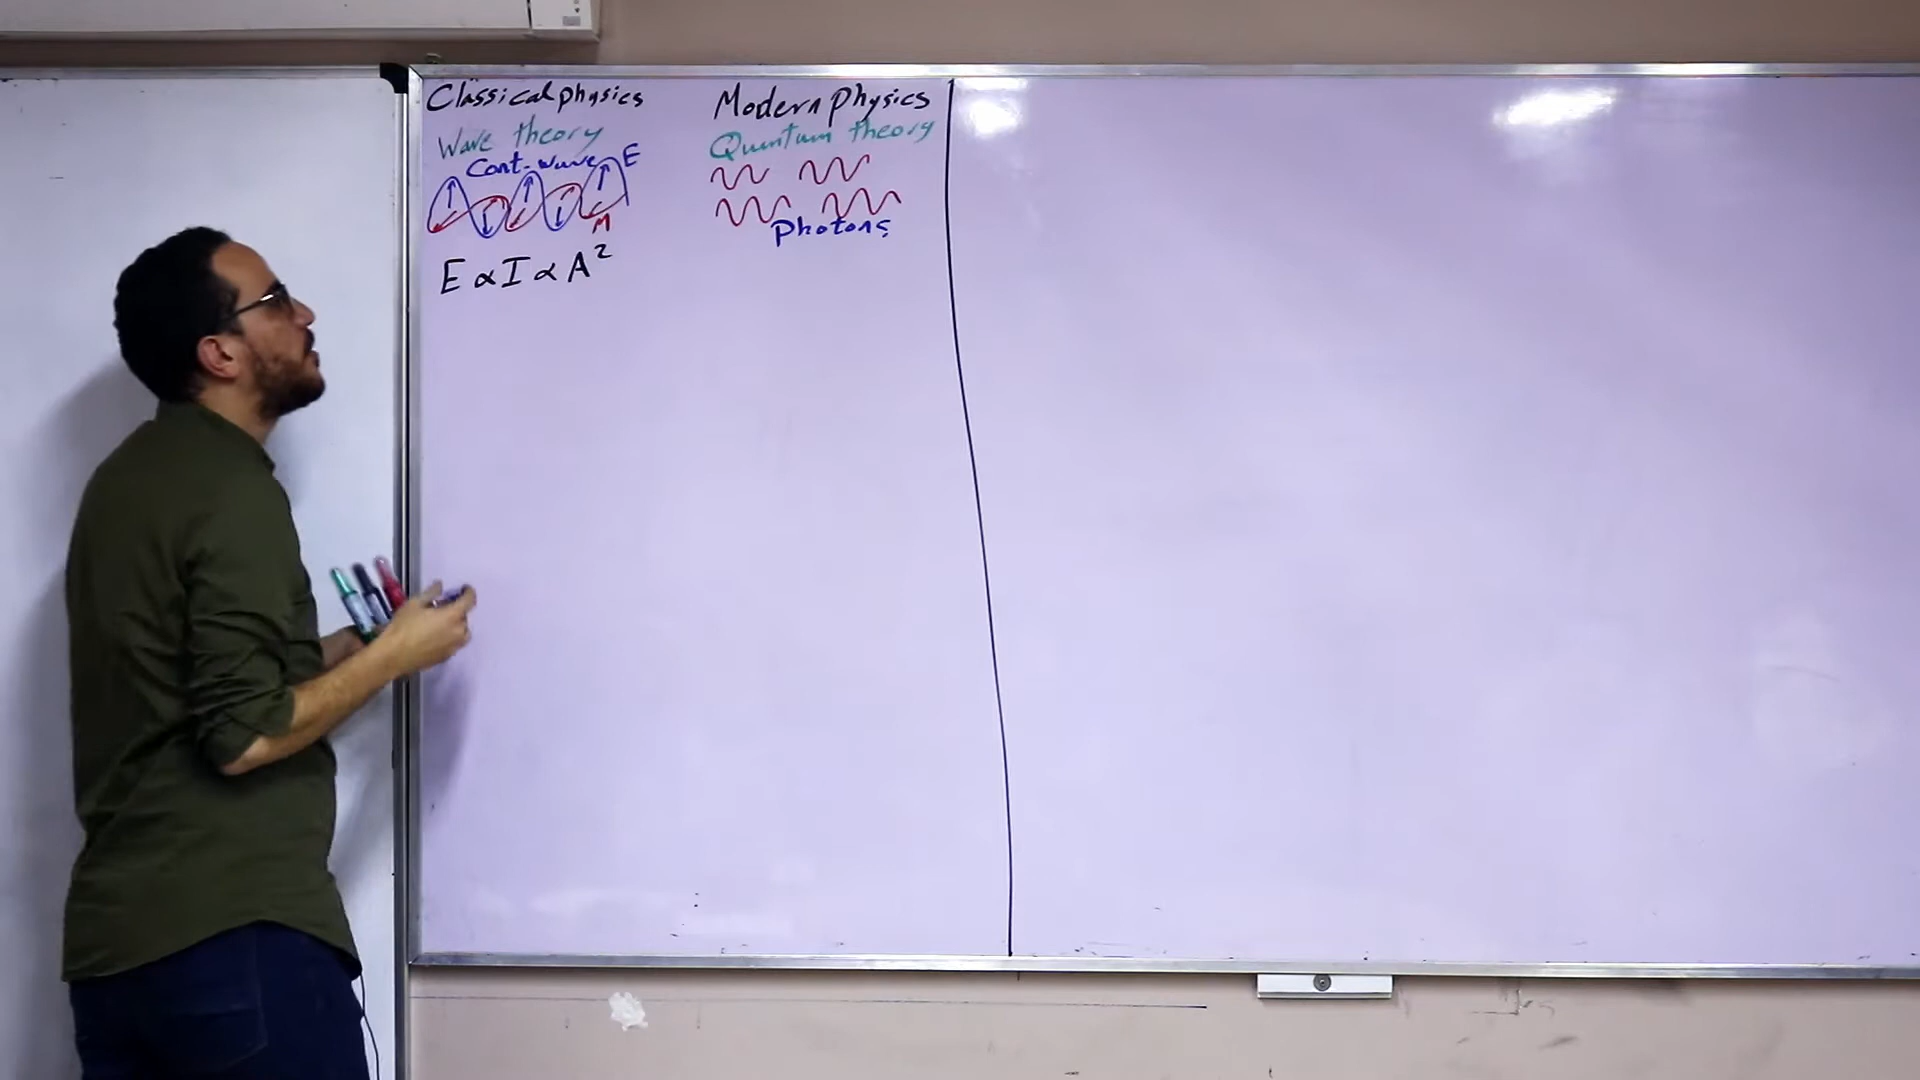 Classical physics
Wave theory
Cont. wave E
M
E ∝ I ∝ A²
Modern Physics
Quantum theory
Photons